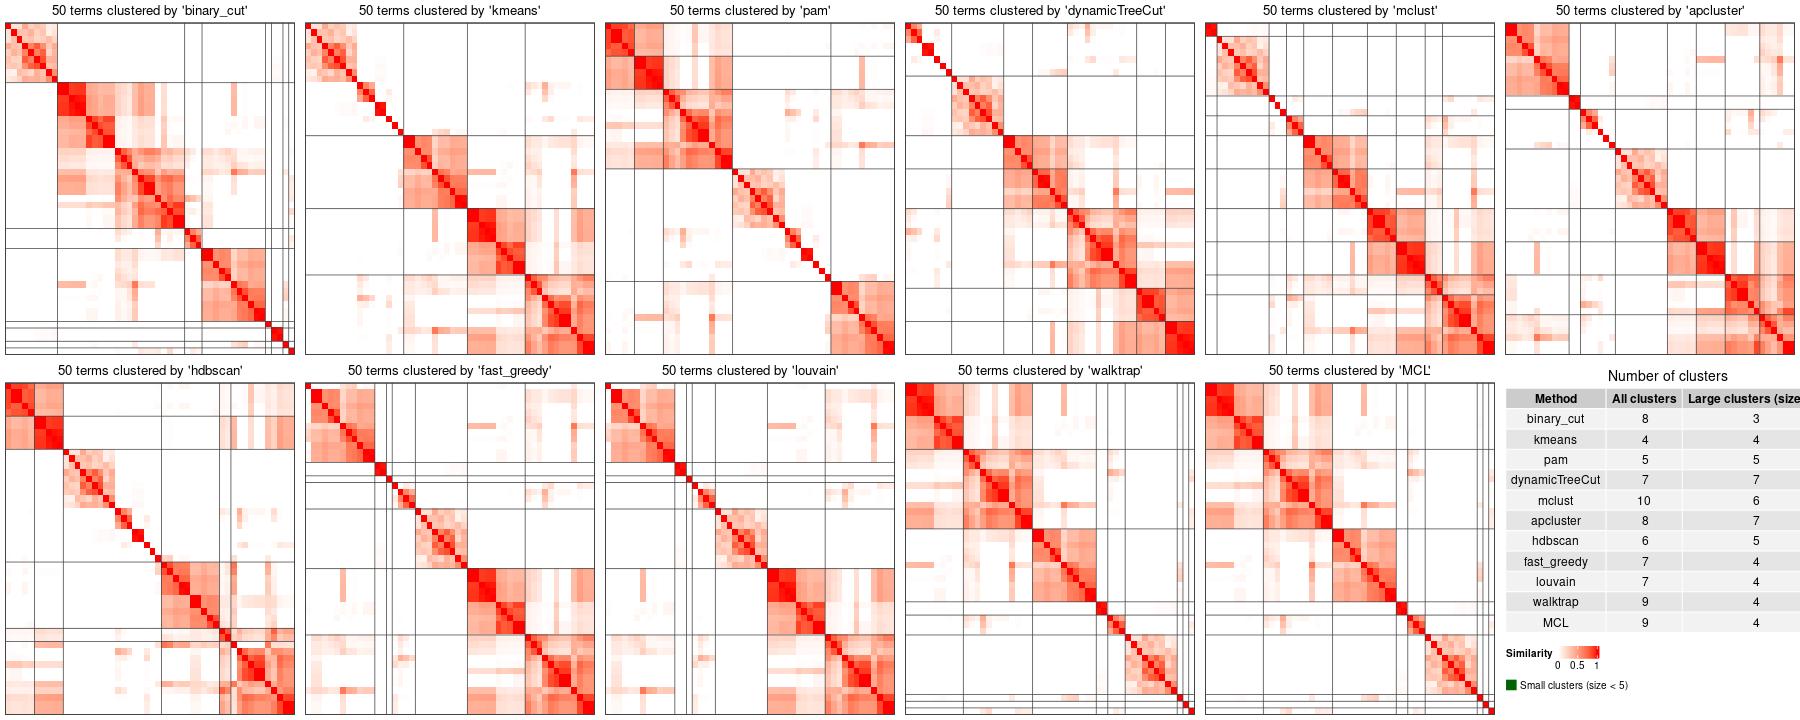 50 terms clustered by 'binary_cut'
50 terms clustered by 'kmeans'
50 terms clustered by 'pam'
50 terms clustered by 'dynamicTreeCut'
50 terms clustered by 'mclust'
50 terms clustered by 'apcluster'
50 terms clustered by 'hdbscan'
50 terms clustered by 'fast_greedy'
50 terms clustered by 'louvain'
50 terms clustered by 'walktrap'
50 terms clustered by 'MCL'
Number of clusters
Method All clusters Large clusters (size
binary_cut 8 3
kmeans 4 4
pam 5 5
dynamicTreeCut 7 7
mclust 10 6
apcluster 8 7
hdbscan 6 5
fast_greedy 7 4
louvain 7 4
walktrap 9 4
MCL 9 4
Similarity
0 0.5 1
Small clusters (size < 5)